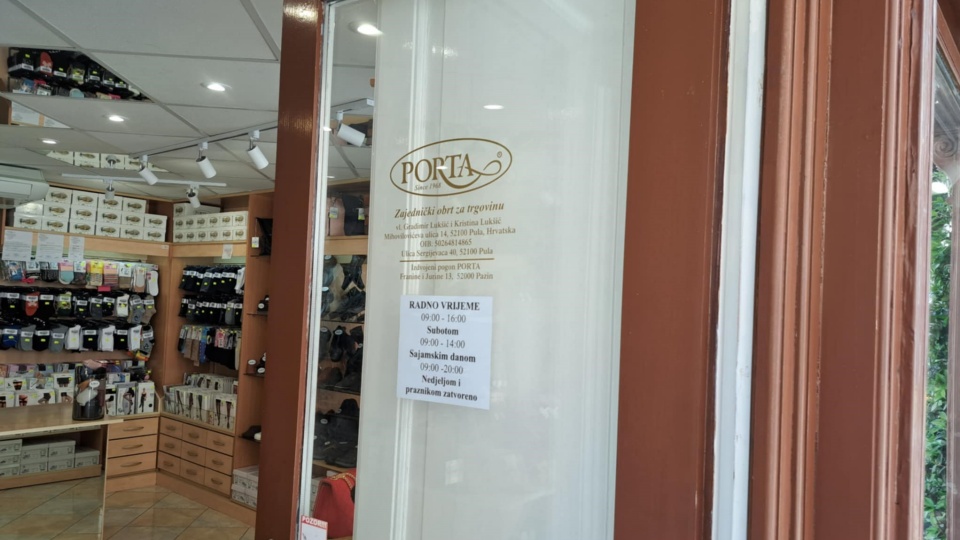 PORTA®
Since 1968
Zajednički obrt za trgovinu
vl. Gradimir Lukšić i Kristina Lukšić
Mihovilovićeva ulica 14, 52100 Pula, Hrvatska
OIB: 50264814865
Ulica Sergijevaca 40, 52100 Pula
Izdvojeni pogon PORTA
Franine i Jurine 13, 52000 Pazin
RADNO VRIJEME
09:00 - 16:00
Subotom
09:00 - 14:00
Sajamskim danom
09:00 -20:00
Nedjeljom i
praznikom zatvoreno